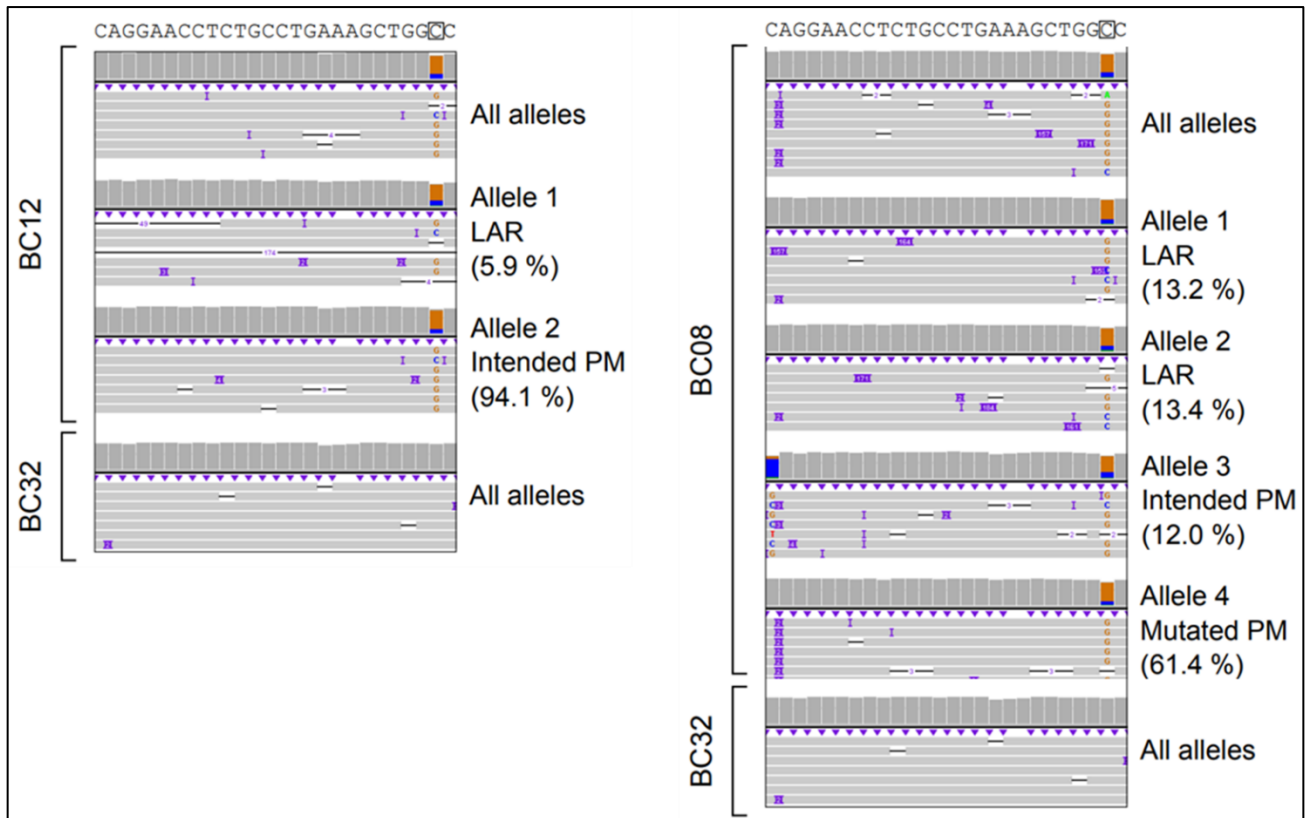 CAGGAACCTCTGCCTGAAAGCTGGCC
BC12
All alleles
Allele 1
LAR
(5.9 %)
Allele 2
Intended PM
(94.1 %)
BC32
All alleles
CAGGAACCTCTGCCTGAAAGCTGGCC
BC08
All alleles
Allele 1
LAR
(13.2 %)
Allele 2
LAR
(13.4 %)
Allele 3
Intended PM
(12.0 %)
Allele 4
Mutated PM
(61.4 %)
BC32
All alleles